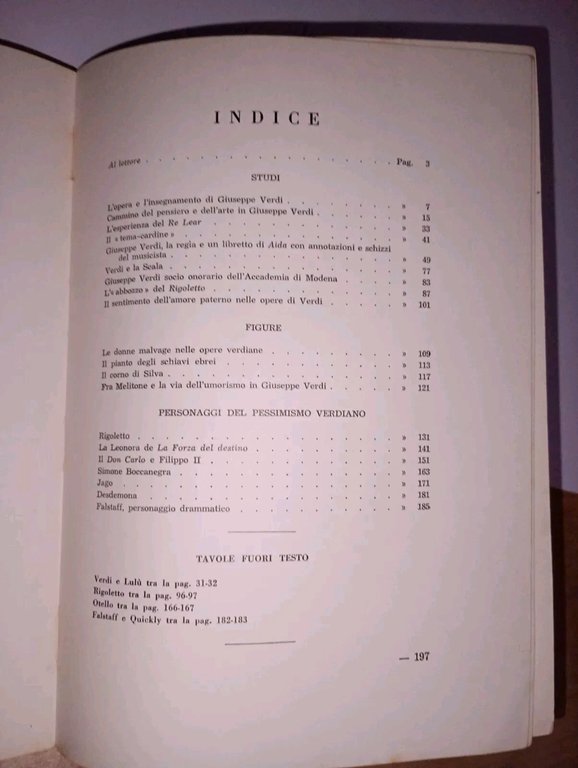 INDICE
Al lettore . . . . . . . . . . . . . . . . Pag. 3
STUDI
L'opera e l'insegnamento di Giuseppe Verdi . . . . . » 7
Cammino del pensiero e dell'arte in Giuseppe Verdi . . . . » 15
L'esperienza del Re Lear . . . . . . . . . . » 33
Il « tema-cardine » . . . . . . . . . . . » 41
Giuseppe Verdi, la regia e un libretto di Aida con annotazioni e schizzi
del musicista . . . . . . . . . . . . » 49
Verdi e la Scala . . . . . . . . . . . . » 77
Giuseppe Verdi socio onorario dell'Accademia di Modena . . . » 83
L'« abbozzo » del Rigoletto . . . . . . . . . . » 87
Il sentimento dell'amore paterno nelle opere di Verdi . . . . » 101
FIGURE
Le donne malvage nelle opere verdiane . . . . . . . » 109
Il pianto degli schiavi ebrei . . . . . . . . . » 113
Il corno di Silva . . . . . . . . . . . . » 117
Fra Melitone e la via dell'umorismo in Giuseppe Verdi . . . . » 121
PERSONAGGI DEL PESSIMISMO VERDIANO
Rigoletto . . . . . . . . . . . . . . » 131
La Leonora de La Forza del destino . . . . . . . . » 141
Il Don Carlo e Filippo II . . . . . . . . . . » 151
Simone Boccanegra . . . . . . . . . . . . » 163
Jago . . . . . . . . . . . . . . . » 171
Desdemona . . . . . . . . . . . . . . » 181
Falstaff, personaggio drammatico . . . . . . . . . » 185
TAVOLE FUORI TESTO
Verdi e Lulù tra la pag. 31-32
Rigoletto tra la pag. 96-97
Otello tra la pag. 166-167
Falstaff e Quickly tra la pag. 182-183
— 197